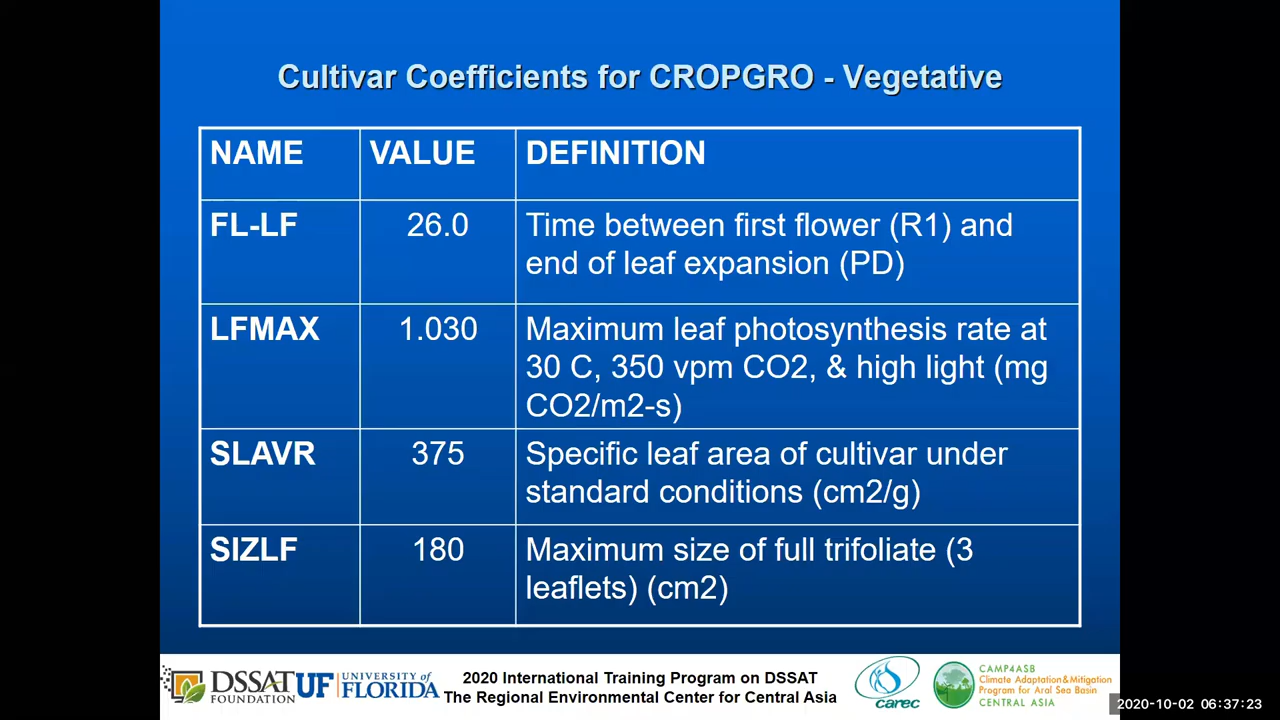 Cultivar Coefficients for CROPGRO - Vegetative
NAME VALUE DEFINITION
FL-LF 26.0 Time between first flower (R1) and
end of leaf expansion (PD)
LFMAX 1.030 Maximum leaf photosynthesis rate at
30 C, 350 vpm CO2, & high light (mg
CO2/m2-s)
SLAVR 375 Specific leaf area of cultivar under
standard conditions (cm2/g)
SIZLF 180 Maximum size of full trifoliate (3
leaflets) (cm2)
DSSAT
FOUNDATION
UF UNIVERSITY of
FLORIDA
2020 International Training Program on DSSAT
The Regional Environmental Center for Central Asia
carec
CAMP4ASB
Climate Adaptation & Mitigation
Program for Aral Sea Basin
CENTRAL ASIA
2020-10-02 06:37:23